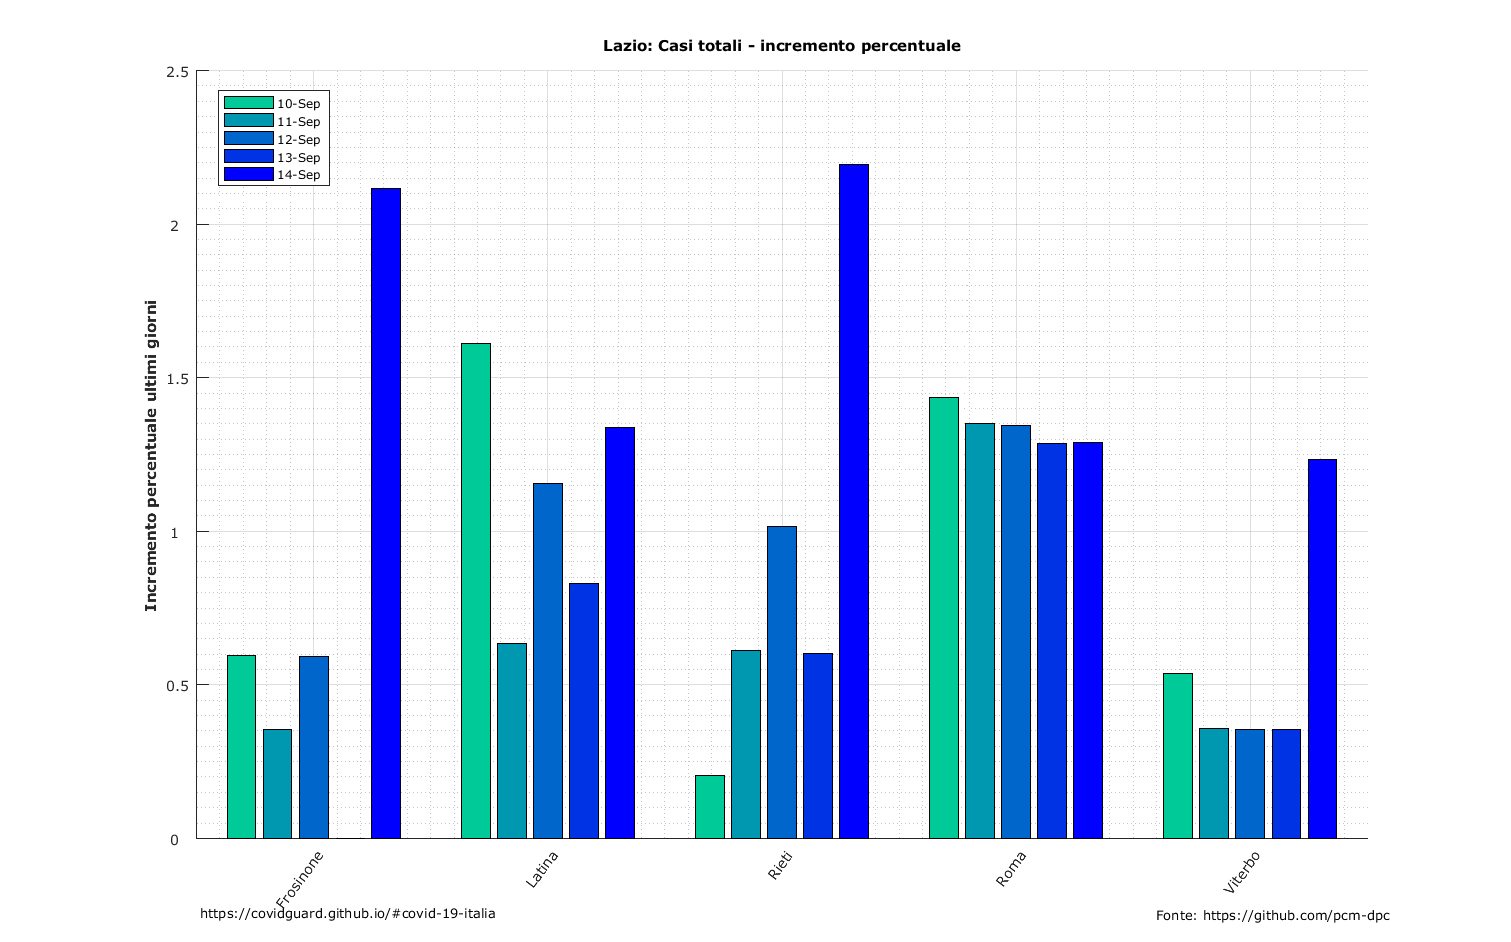 Lazio: Casi totali - incremento percentuale
10-Sep
11-Sep
12-Sep
13-Sep
14-Sep
Incremento percentuale ultimi giorni
2.5
2
1.5
1
0.5
0
Frosinone
Latina
Rieti
Roma
Viterbo
https://covidguard.github.io/#covid-19-italia
Fonte: https://github.com/pcm-dpc